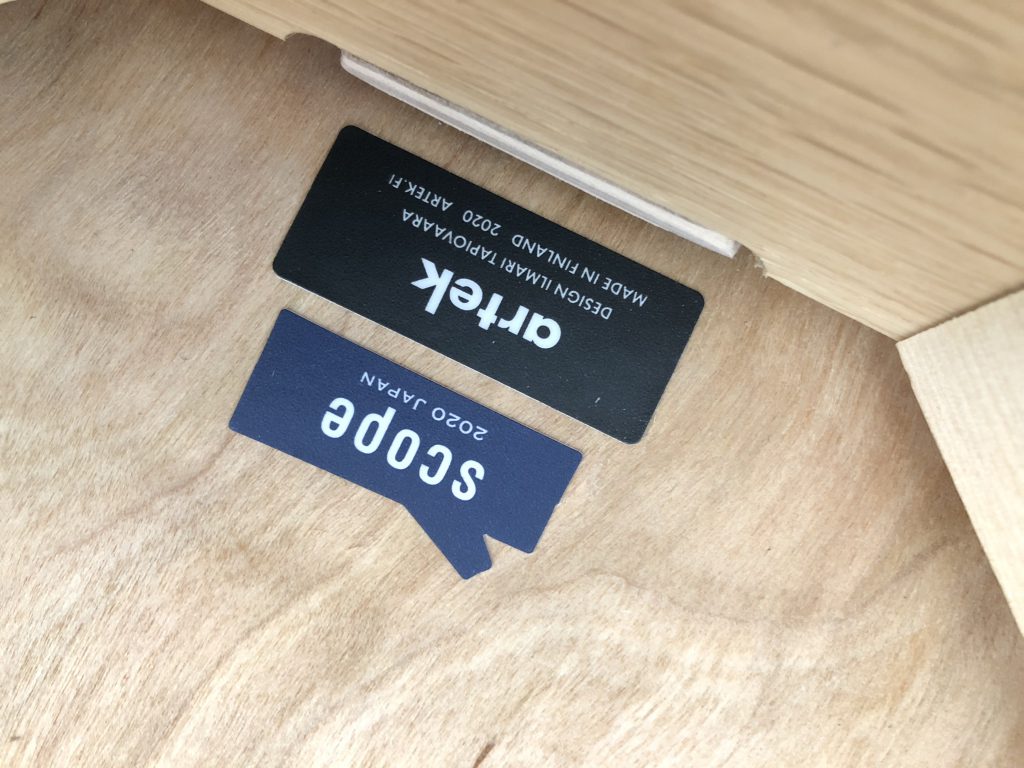 artek
DESIGN ILMARI TAPIOVAARA
MADE IN FINLAND 2020 ARTEK.FI
scope
2020 JAPAN